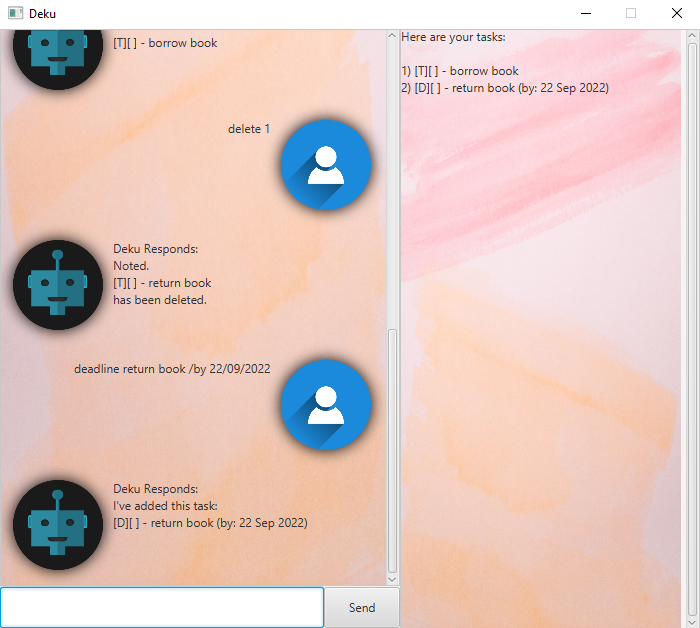 Deku
[T][ ] - borrow book
delete 1
Deku Responds:
Noted.
[T][ ] - return book
has been deleted.
deadline return book /by 22/09/2022
Deku Responds:
I've added this task:
[D][ ] - return book (by: 22 Sep 2022)
Send
Here are your tasks:
1) [T][ ] - borrow book
2) [D][ ] - return book (by: 22 Sep 2022)